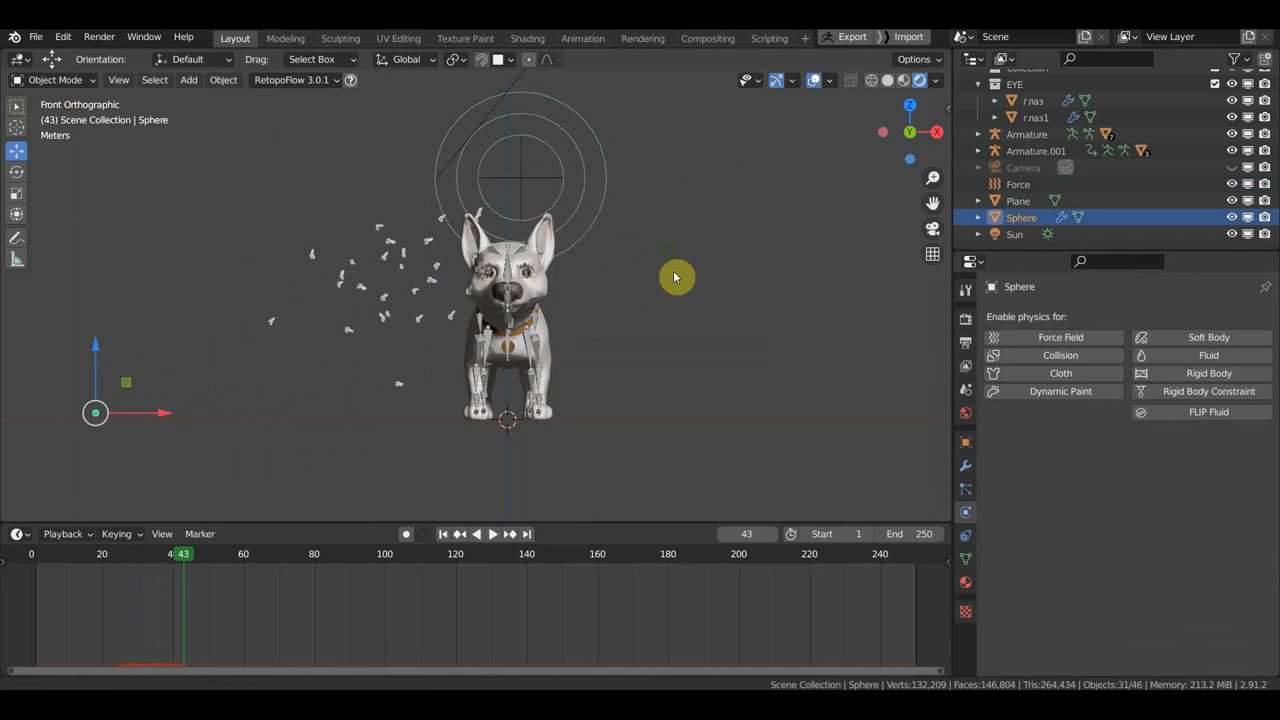 File Edit Render Window Help Layout Modeling Sculpting UV Editing Texture Paint Shading Animation Rendering Compositing Scripting + Export Import Scene View Layer
Orientation: Default Drag: Select Box Global Options
Object Mode View Select Add Object RetopoFlow 3.0.1
Front Orthographic
(43) Scene Collection | Sphere
Meters
Z
Y
X
EYE
глаз
глаз1
Armature
7
Armature.001
3
Camera
Force
Plane
Sphere
Sun
Sphere
Enable physics for:
Force Field Soft Body
Collision Fluid
Cloth Rigid Body
Dynamic Paint Rigid Body Constraint
FLIP Fluid
Playback Keying View Marker 43 Start 1 End 250
0 20 4 43 60 80 100 120 140 160 180 200 220 240
Scene Collection | Sphere Verts:132,209 Faces:146,804 Tris:264,434 Objects:31/46 Memory: 213.2 MiB 2.91.2